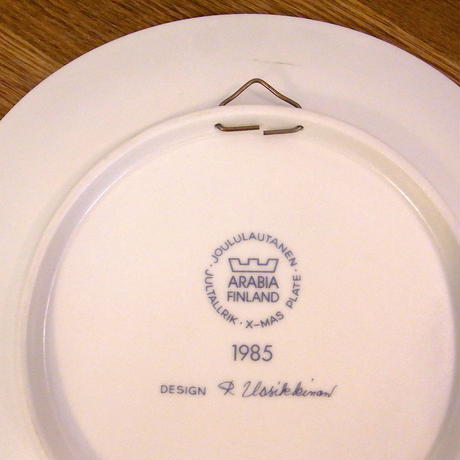 · JOULULAUTANEN ·
ARABIA
FINLAND
JULTALLRIK · X-MAS PLATE
1985
DESIGN R. Uosikkinen